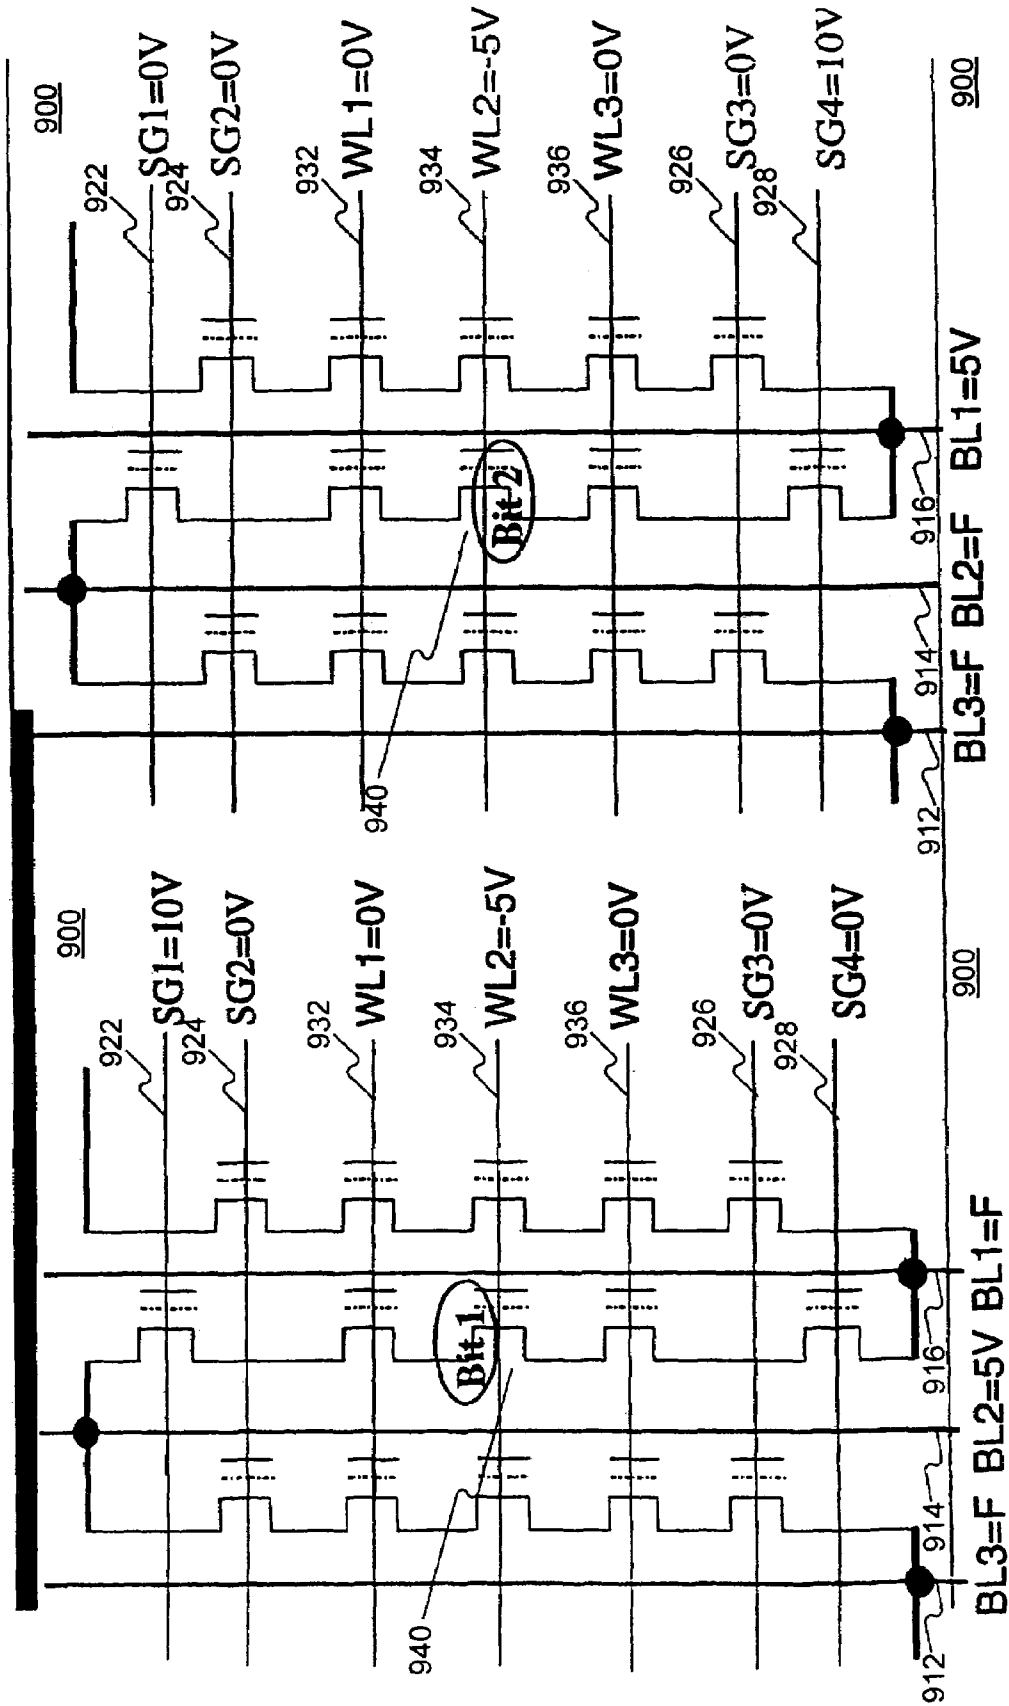 900
922
SG1=0V
924
SG2=0V
932
WL1=0V
934
WL2=-5V
936
WL3=0V
926
SG3=0V
928
SG4=10V
900
Bit 2
940
916
BL1=5V
914
BL2=F
912
BL3=F
900
922
SG1=10V
924
SG2=0V
932
WL1=0V
934
WL2=-5V
936
WL3=0V
926
SG3=0V
928
SG4=0V
900
Bit 1
940
916
BL1=F
914
BL2=5V
912
BL3=F